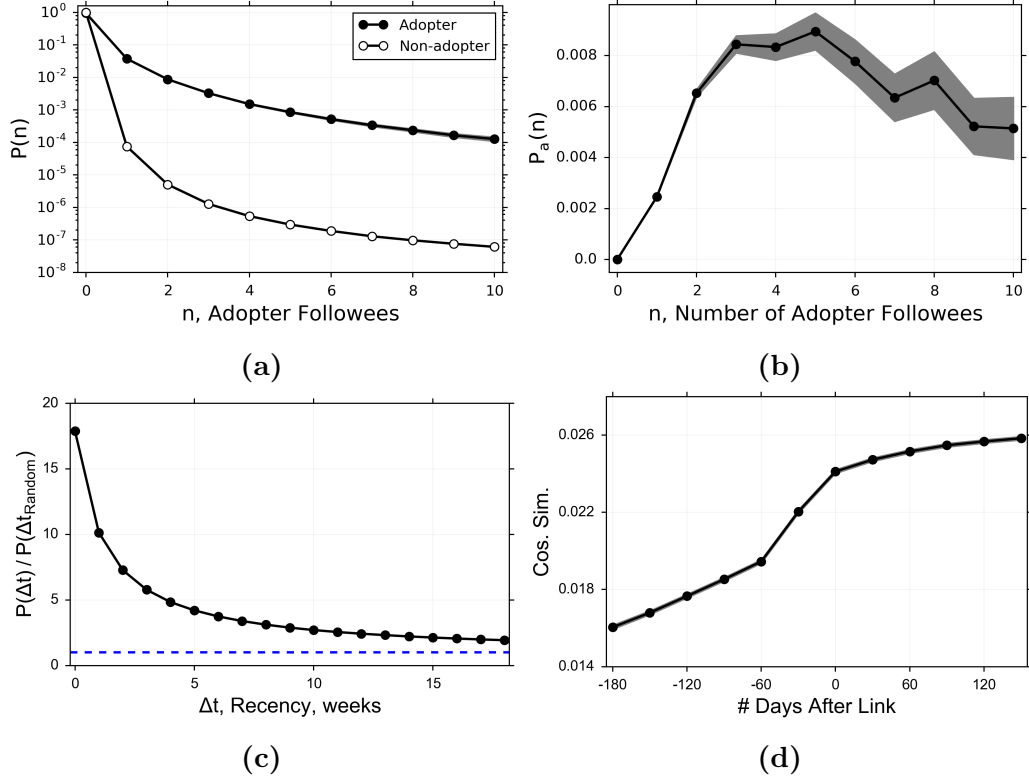 10^0
10^-1
10^-2
10^-3
10^-4
10^-5
10^-6
10^-7
10^-8
P(n)
Adopter
Non-adopter
0 2 4 6 8 10
n, Adopter Followees
(a)
0.008
0.006
0.004
0.002
0.0
P_a(n)
0 2 4 6 8 10
n, Number of Adopter Followees
(b)
20
15
10
5
0
P(Δt) / P(Δt_Random)
0 5 10 15
Δt, Recency, weeks
(c)
0.026
0.022
0.018
0.014
Cos. Sim.
-180 -120 -60 0 60 120
# Days After Link
(d)